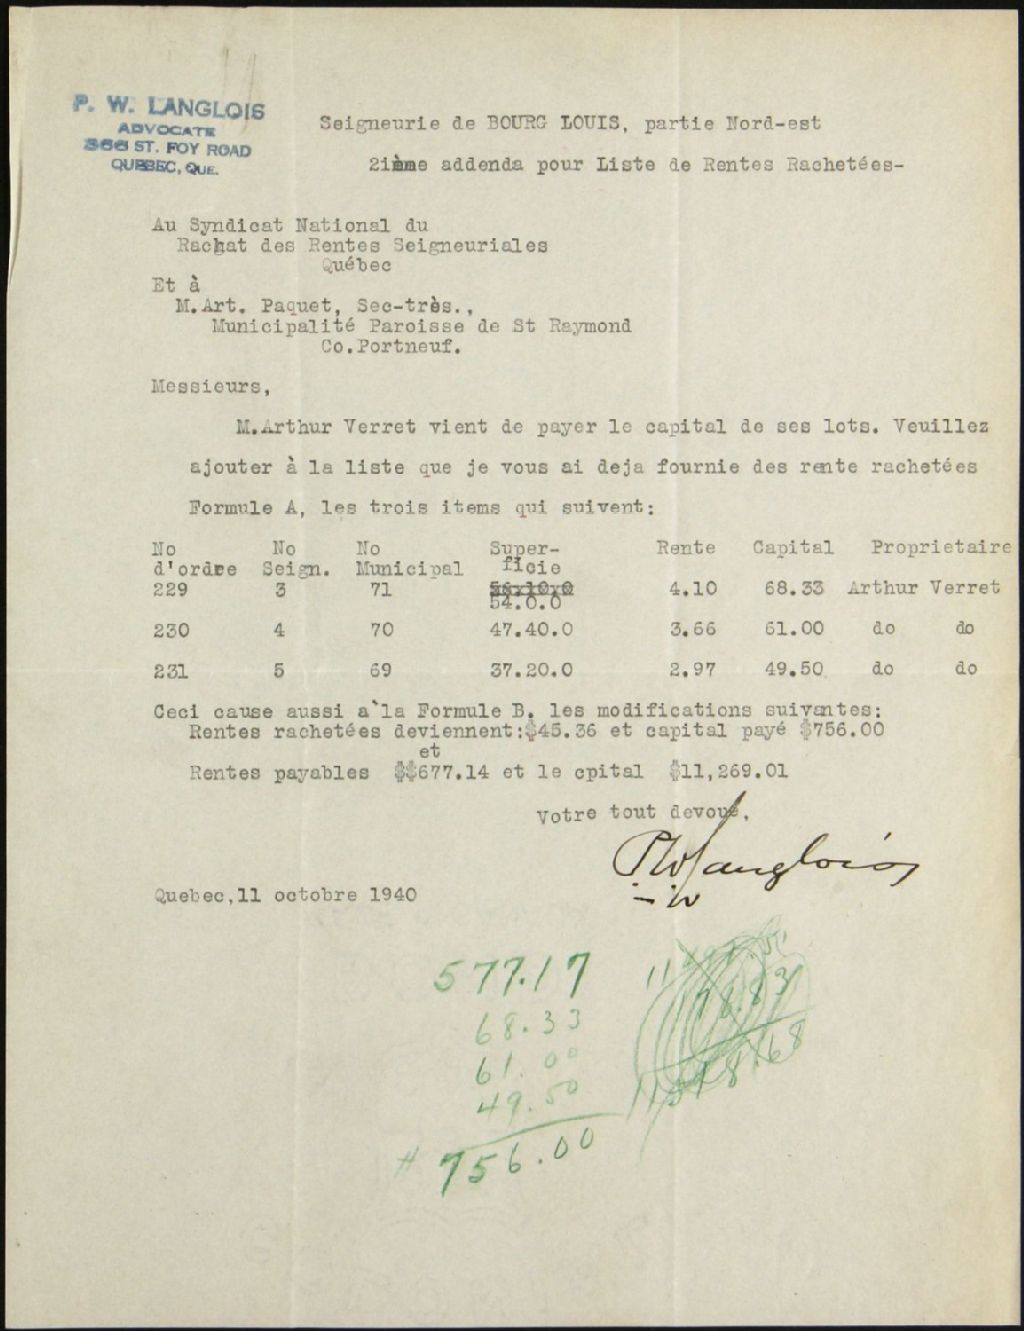 P. W. LANGLOIS
ADVOCATE
366 ST. FOY ROAD
QUEBEC, QUE.
Seigneurie de BOURG LOUIS, partie Nord-est
2ième addenda pour Liste de Rentes Rachetées-
Au Syndicat National du
Rachat des Rentes Seigneuriales
Québec
Et à
M.Art. Paquet, Sec-très.,
Municipalité Paroisse de St Raymond
Co.Portneuf.
Messieurs,
M.Arthur Verret vient de payer le capital de ses lots. Veuillez
ajouter à la liste que je vous ai deja fournie des rente rachetées
Formule A, les trois items qui suivent:
No No No Super- Rente Capital Proprietaire
d'ordre Seign. Municipal ficie
229 3 71 54.0.0 4.10 68.33 Arthur Verret
230 4 70 47.40.0 3.66 61.00 do do
231 5 69 37.20.0 2.97 49.50 do do
Ceci cause aussi a`la Formule B. les modifications suivantes:
Rentes rachetées deviennent:$45.36 et capital payé $756.00
et
Rentes payables $$677.14 et le cpital $11,269.01
Votre tout devoué,
PWLanglois
Quebec,11 octobre 1940
577.17
68.33
61.00
49.50
756.00